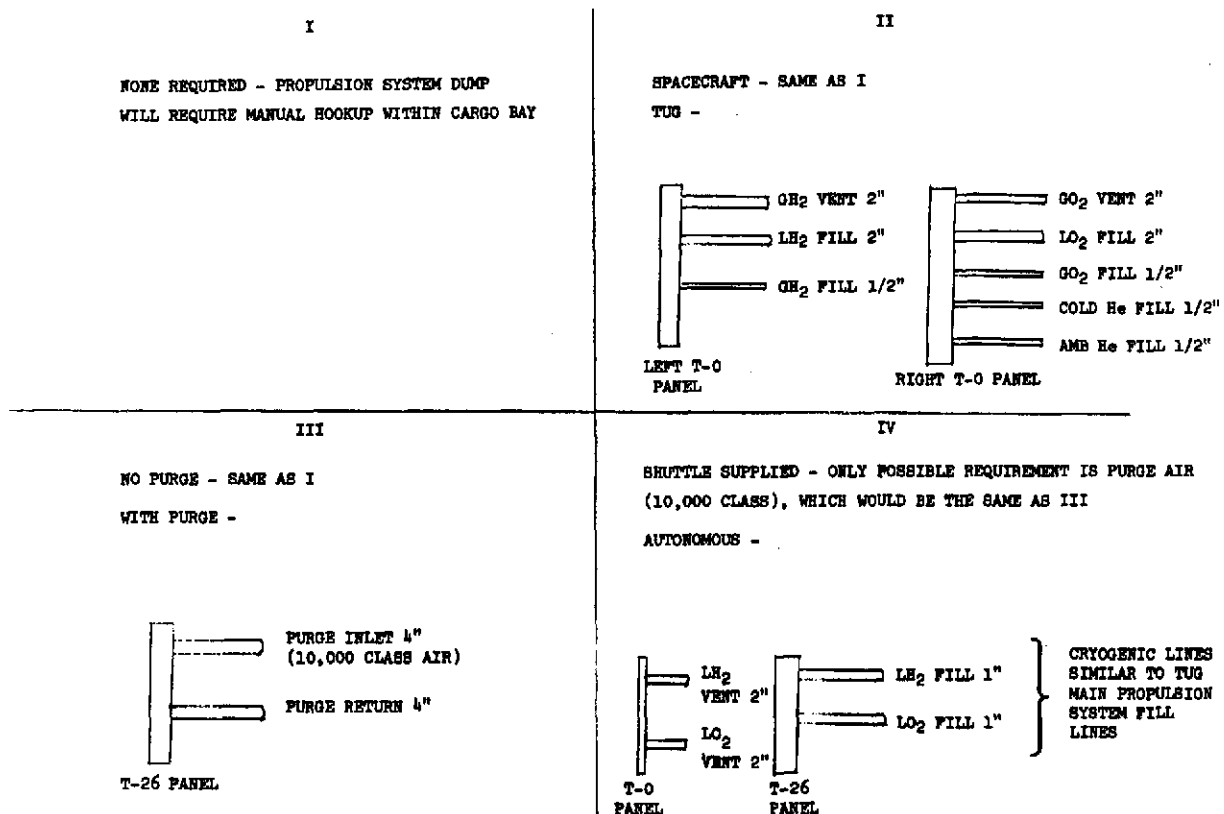 I
NONE REQUIRED - PROPULSION SYSTEM DUMP
WILL REQUIRE MANUAL HOOKUP WITHIN CARGO BAY
II
SPACECRAFT - SAME AS I
TUG -
GH2 VENT 2"
LH2 FILL 2"
GH2 FILL 1/2"
LEFT T-0
PANEL
GO2 VENT 2"
LO2 FILL 2"
GO2 FILL 1/2"
COLD He FILL 1/2"
AMB He FILL 1/2"
RIGHT T-0 PANEL
III
NO PURGE - SAME AS I
WITH PURGE -
PURGE INLET 4"
(10,000 CLASS AIR)
PURGE RETURN 4"
T-26 PANEL
IV
SHUTTLE SUPPLIED - ONLY POSSIBLE REQUIREMENT IS PURGE AIR
(10,000 CLASS), WHICH WOULD BE THE SAME AS III
AUTONOMOUS -
LH2
VENT 2"
LO2
VENT 2"
T-0
PANEL
LH2 FILL 1"
LO2 FILL 1"
T-26
PANEL
CRYOGENIC LINES
SIMILAR TO TUG
MAIN PROPULSION
SYSTEM FILL
LINES